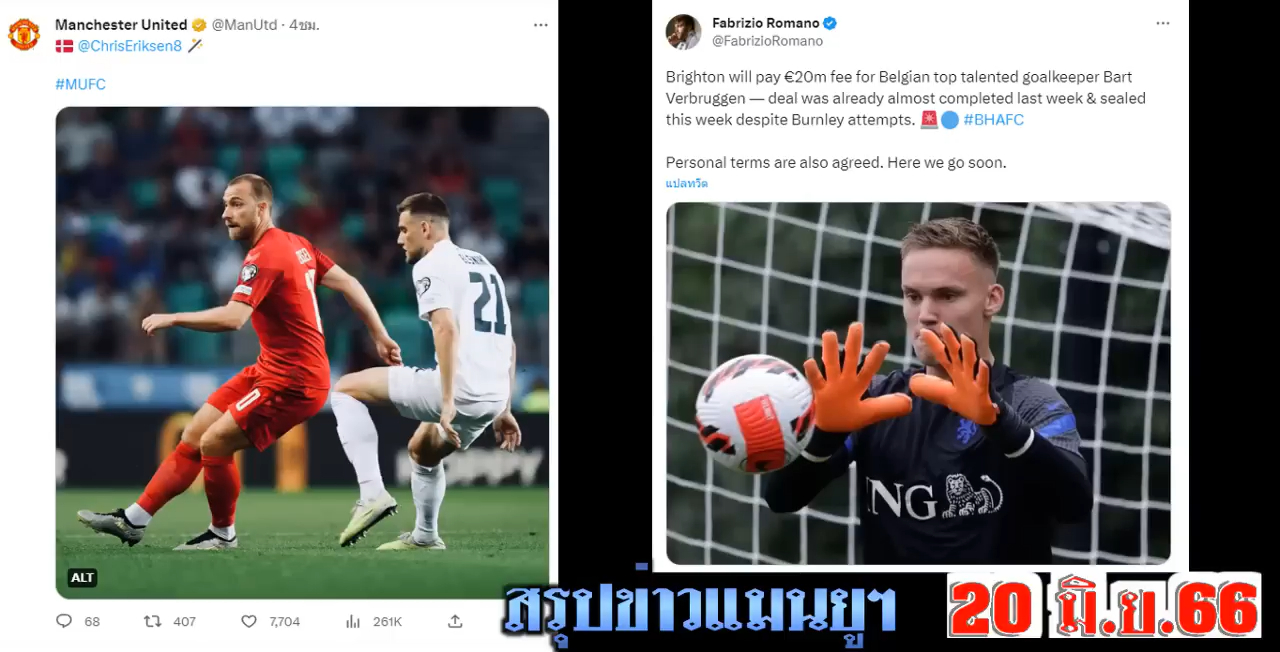 Manchester United @ManUtd · 4ชม.
@ChrisEriksen8
#MUFC
21
10
ALT
68 407 7,704 261K
Fabrizio Romano
@FabrizioRomano
Brighton will pay €20m fee for Belgian top talented goalkeeper Bart
Verbruggen — deal was already almost completed last week & sealed
this week despite Burnley attempts. #BHAFC
Personal terms are also agreed. Here we go soon.
แปลทวีต
ING
สรุปข่าวแมนยูฯ 20 มิ.ย.66